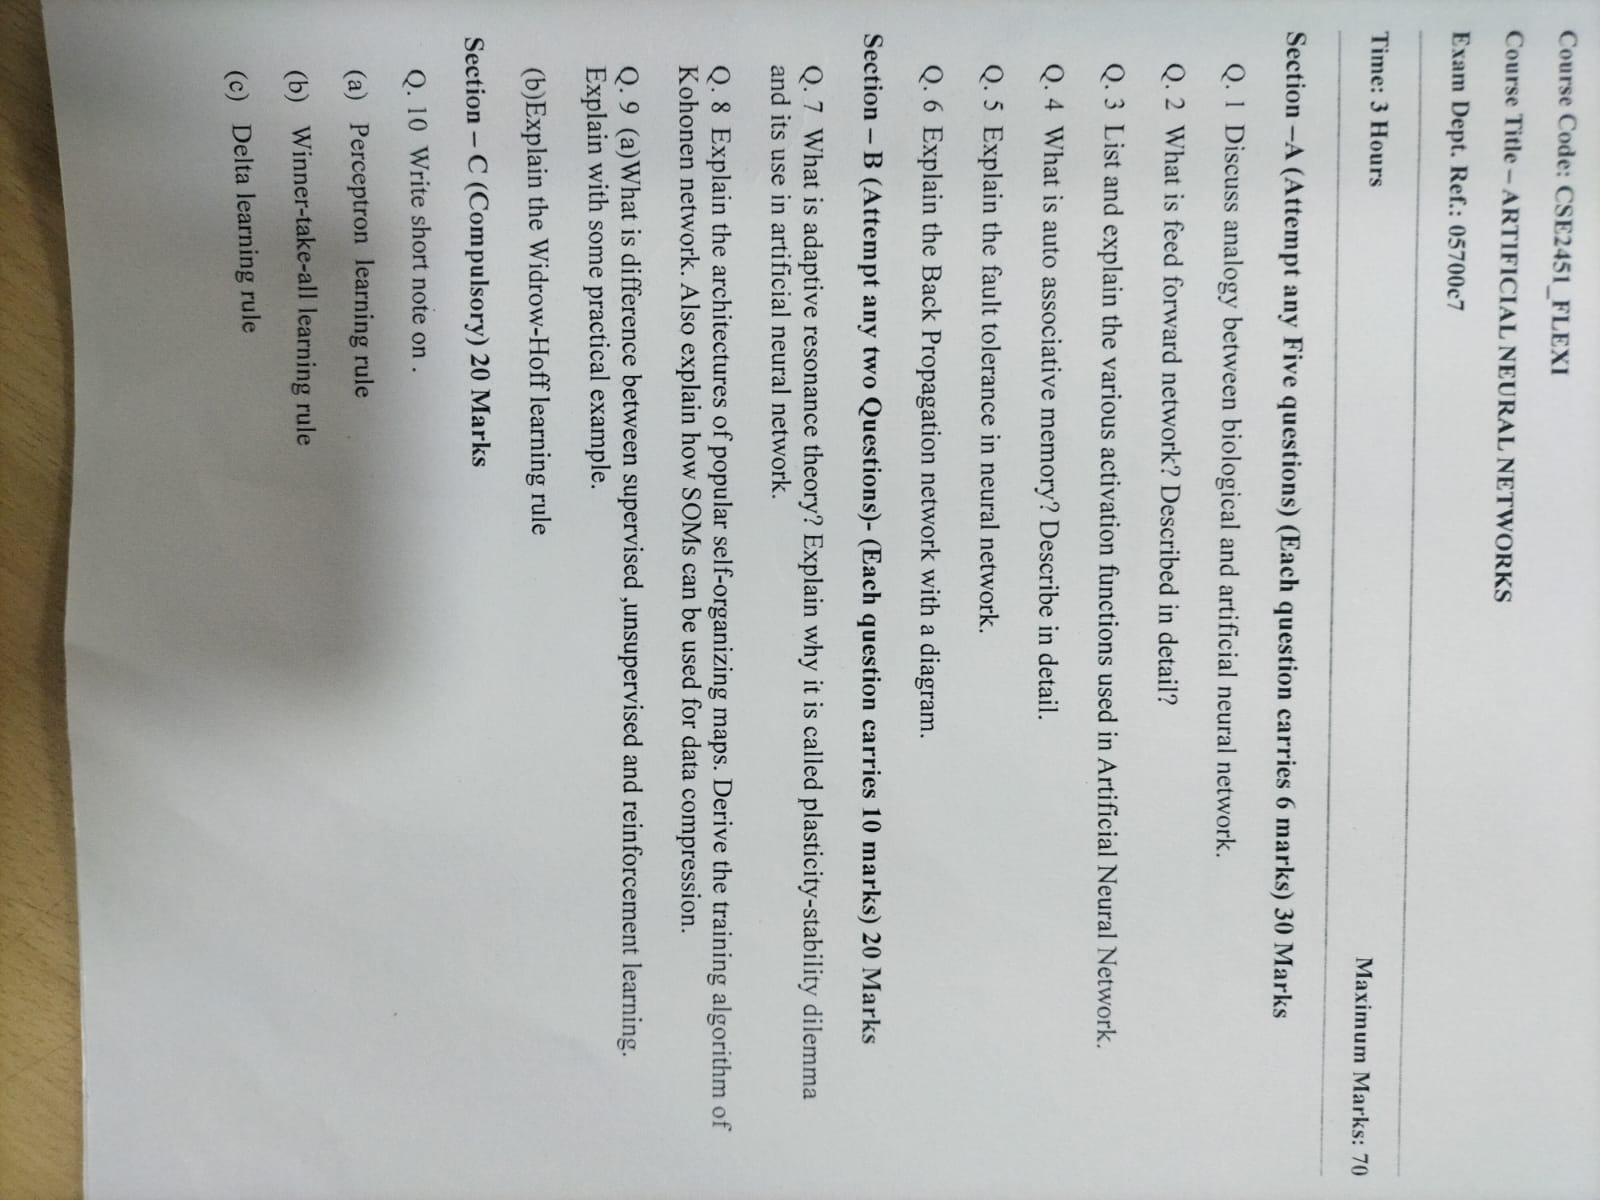 Course Code: CSE2451_FLEXI
Course Title – ARTIFICIAL NEURAL NETWORKS
Exam Dept. Ref.: 05700c7
Time: 3 Hours
Maximum Marks: 70
Section –A (Attempt any Five questions) (Each question carries 6 marks) 30 Marks
Q. 1 Discuss analogy between biological and artificial neural network.
Q. 2 What is feed forward network? Described in detail?
Q. 3 List and explain the various activation functions used in Artificial Neural Network.
Q. 4 What is auto associative memory? Describe in detail.
Q. 5 Explain the fault tolerance in neural network.
Q. 6 Explain the Back Propagation network with a diagram.
Section – B (Attempt any two Questions)- (Each question carries 10 marks) 20 Marks
Q. 7 What is adaptive resonance theory? Explain why it is called plasticity-stability dilemma
and its use in artificial neural network.
Q. 8 Explain the architectures of popular self-organizing maps. Derive the training algorithm of
Kohonen network. Also explain how SOMs can be used for data compression.
Q. 9 (a)What is difference between supervised ,unsupervised and reinforcement learning.
Explain with some practical example.
(b)Explain the Widrow-Hoff learning rule
Section – C (Compulsory) 20 Marks
Q. 10 Write short note on .
(a) Perceptron learning rule
(b) Winner-take-all learning rule
(c) Delta learning rule